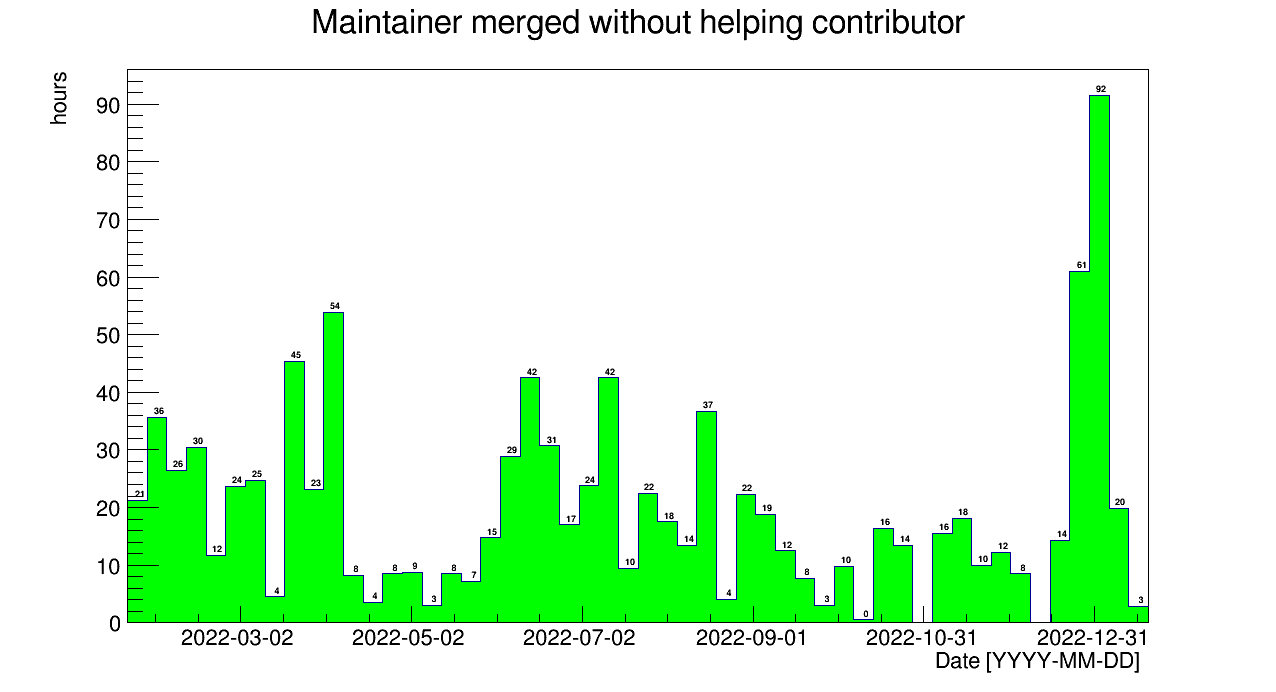 Maintainer merged without helping contributor
hours
90
80
70
60
50
40
30
20
10
0
21 36 26 30 12 24 25 4 45 23 54 8 4 8 9 3 8 7 15 29 42 31 17 24 42 10 22 18 14 37 4 22 19 12 8 3 10 0 16 14 16 18 10 12 8 14 61 92 20 3
2022-03-02 2022-05-02 2022-07-02 2022-09-01 2022-10-31 2022-12-31
Date [YYYY-MM-DD]